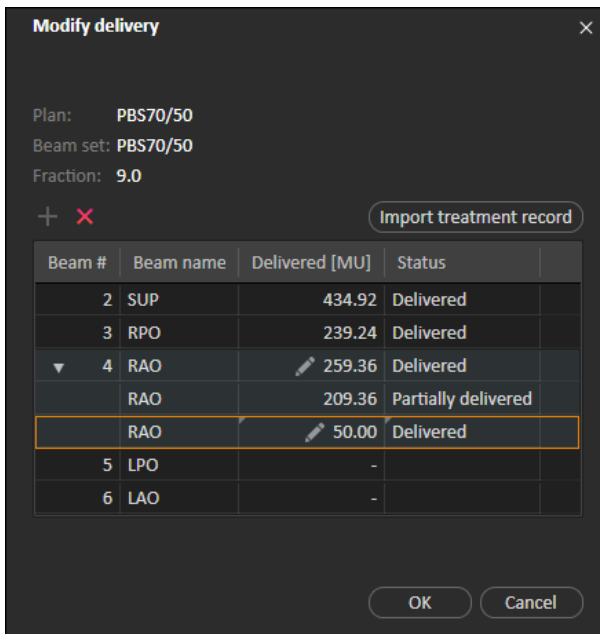 Modify delivery
Plan: PBS70/50
Beam set: PBS70/50
Fraction: 9.0
Import treatment record
Beam # Beam name Delivered [MU] Status
2 SUP 434.92 Delivered
3 RPO 239.24 Delivered
4 RAO 259.36 Delivered
RAO 209.36 Partially delivered
RAO 50.00 Delivered
5 LPO -
6 LAO -
OK Cancel